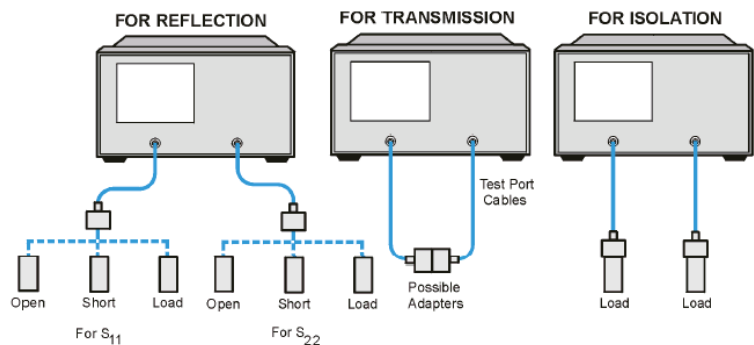 FOR REFLECTION
FOR TRANSMISSION
FOR ISOLATION
Test Port
Cables
Open
Short
Load
Open
Short
Load
For S11
For S22
Possible
Adapters
Load
Load